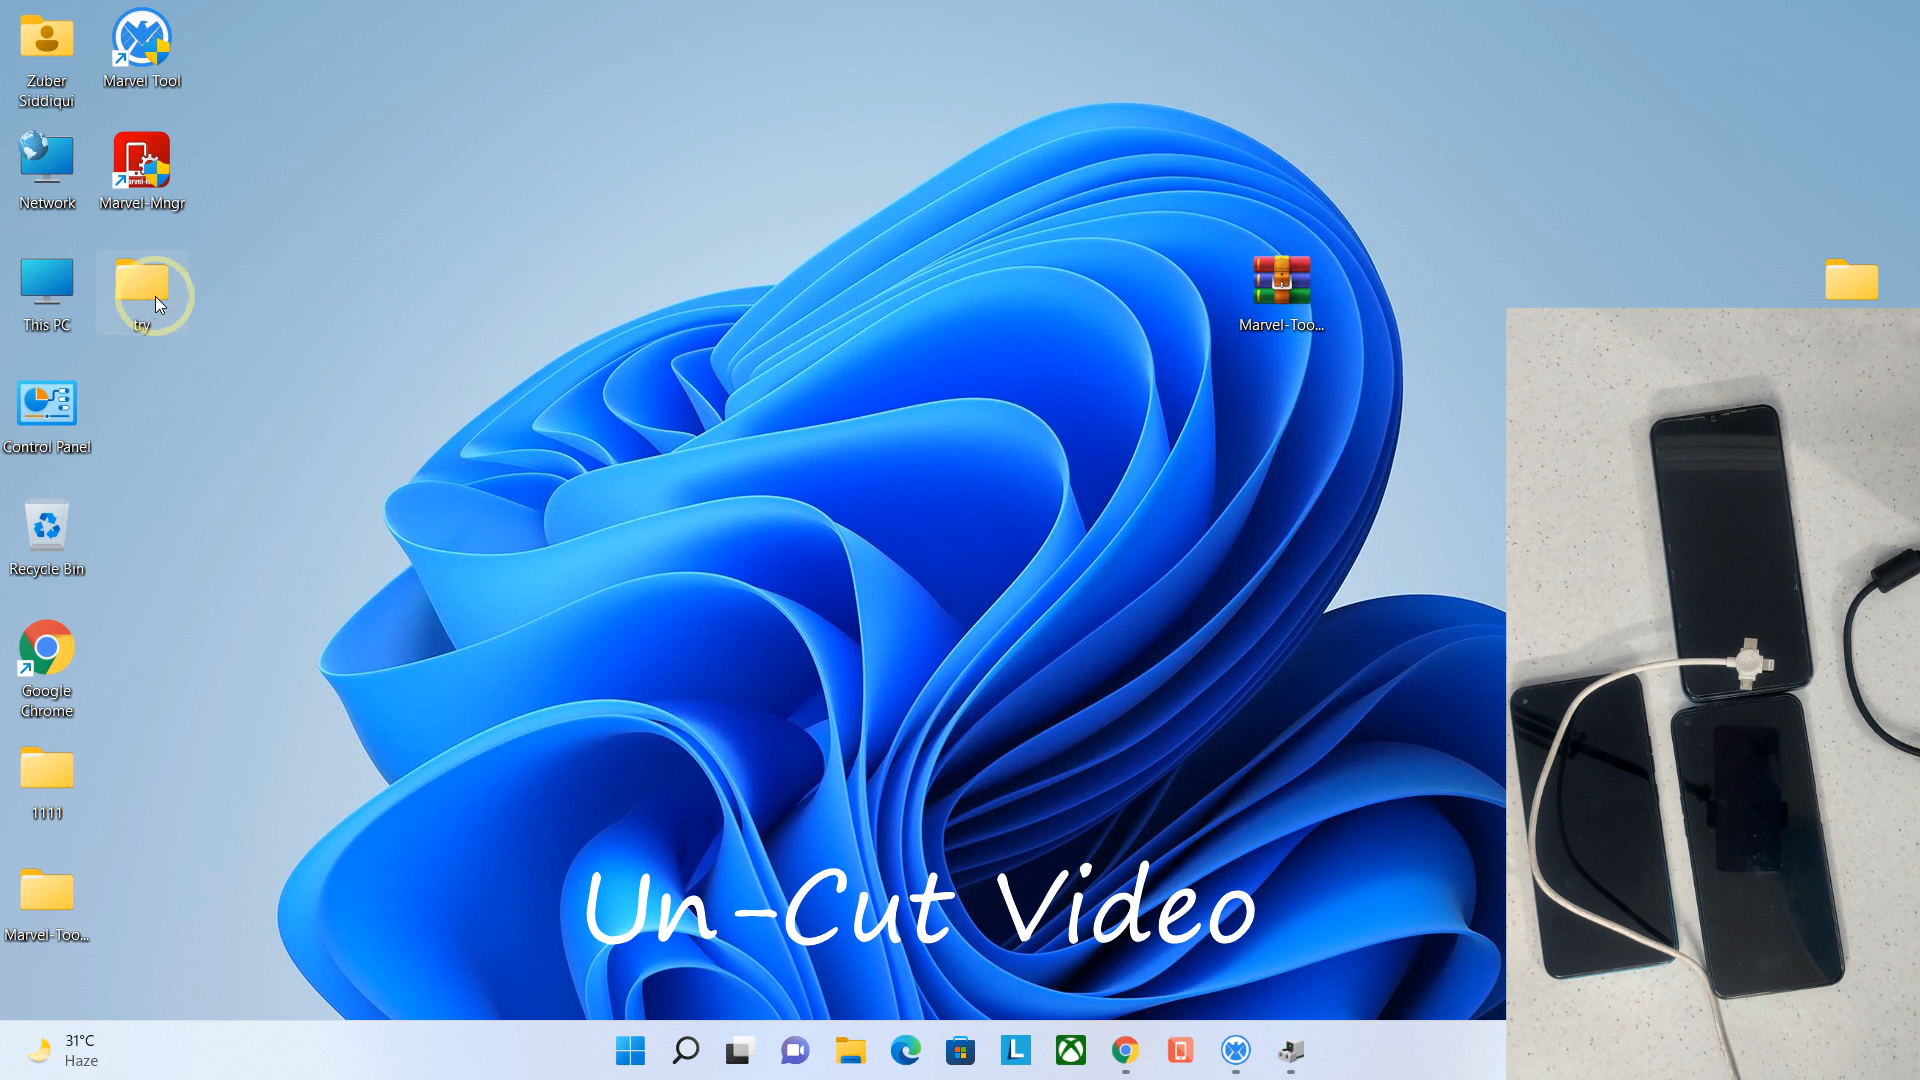 Zuber
Siddiqui
Marvel Tool
Network
Marvel-Mngr
This PC
try
Marvel-Too...
Control Panel
Recycle Bin
Google
Chrome
1111
Marvel-Too...
Un-Cut Video
31°C
Haze